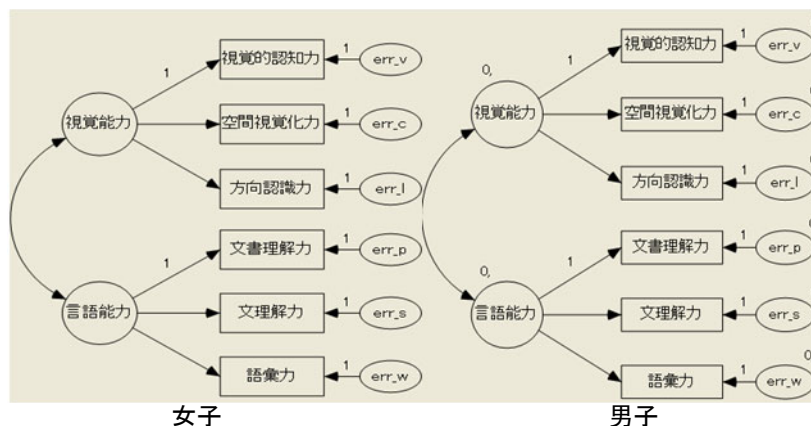 視覚的認知力 1 err_v
1
視覚能力
空間視覚化力 1 err_c
方向認識力 1 err_l
文書理解力 1 err_p
1
言語能力
文理解力 1 err_s
語彙力 1 err_w
女子
視覚的認知力 1 err_v
0,
1
視覚能力
空間視覚化力 1 err_c
方向認識力 1 err_l
文書理解力 1 err_p
0,
1
言語能力
文理解力 1 err_s
0
語彙力 1 err_w
男子